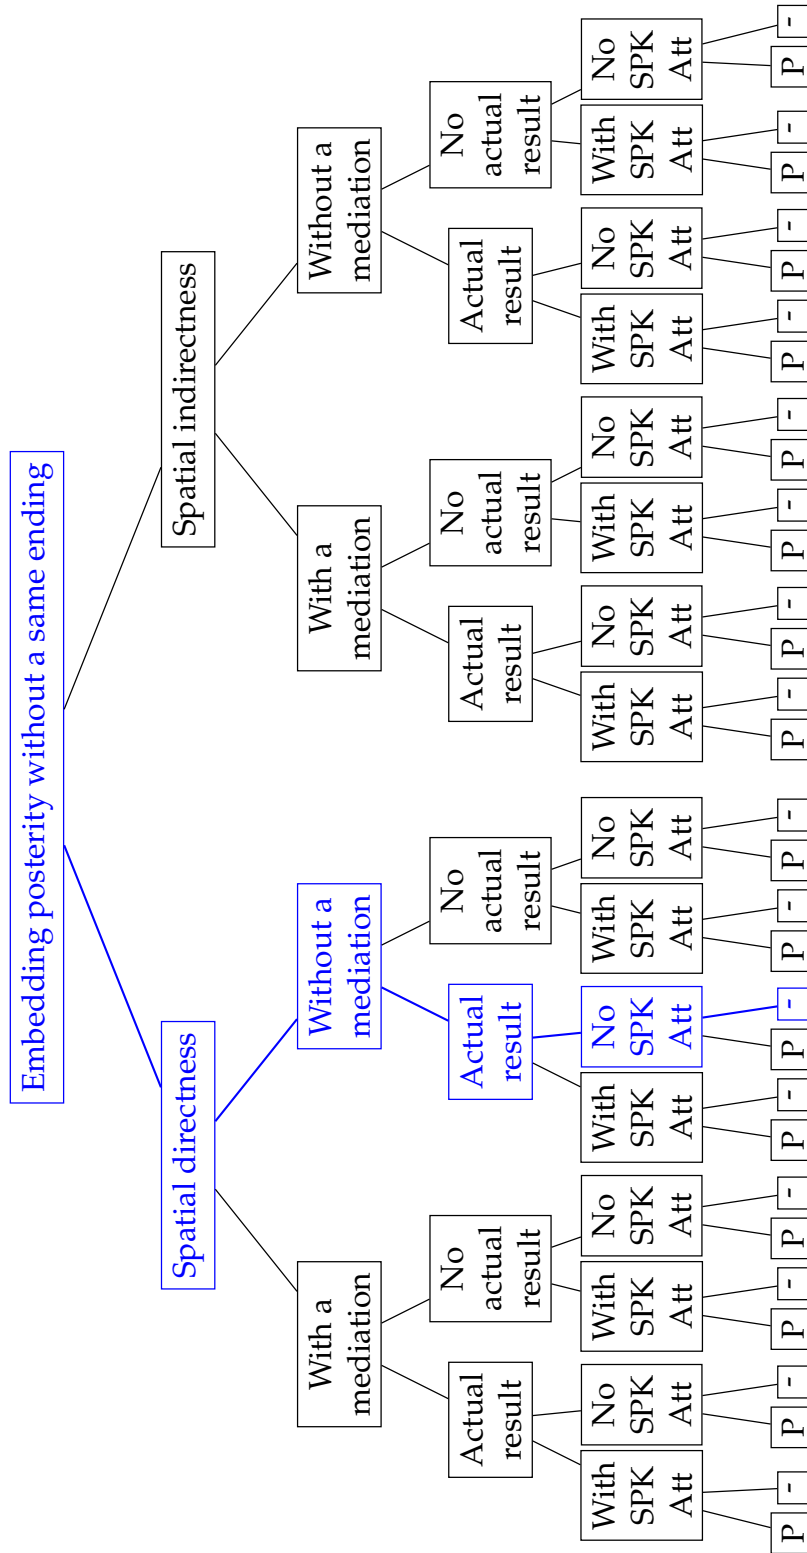 Embedding posterity without a same ending
Spatial directness
Spatial indirectness
With a
mediation
Without a
mediation
With a
mediation
Without a
mediation
Actual
result
No
actual
result
Actual
result
No
actual
result
Actual
result
No
actual
result
Actual
result
No
actual
result
With
SPK
Att
No
SPK
Att
With
SPK
Att
No
SPK
Att
With
SPK
Att
No
SPK
Att
With
SPK
Att
No
SPK
Att
With
SPK
Att
No
SPK
Att
With
SPK
Att
No
SPK
Att
With
SPK
Att
No
SPK
Att
With
SPK
Att
No
SPK
Att
P
-
P
-
P
-
P
-
P
-
P
-
P
-
P
-
P
-
P
-
P
-
P
-
P
-
P
-
P
-
P
-